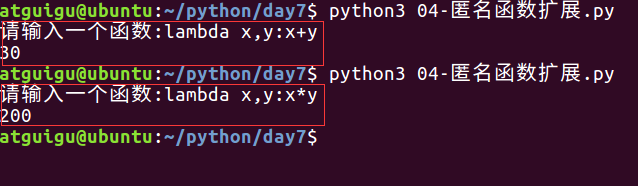 atguigu@ubuntu:~/python/day7$ python3 04-匿名函数扩展.py
请输入一个函数:lambda x,y:x+y
30
atguigu@ubuntu:~/python/day7$ python3 04-匿名函数扩展.py
请输入一个函数:lambda x,y:x*y
200
atguigu@ubuntu:~/python/day7$